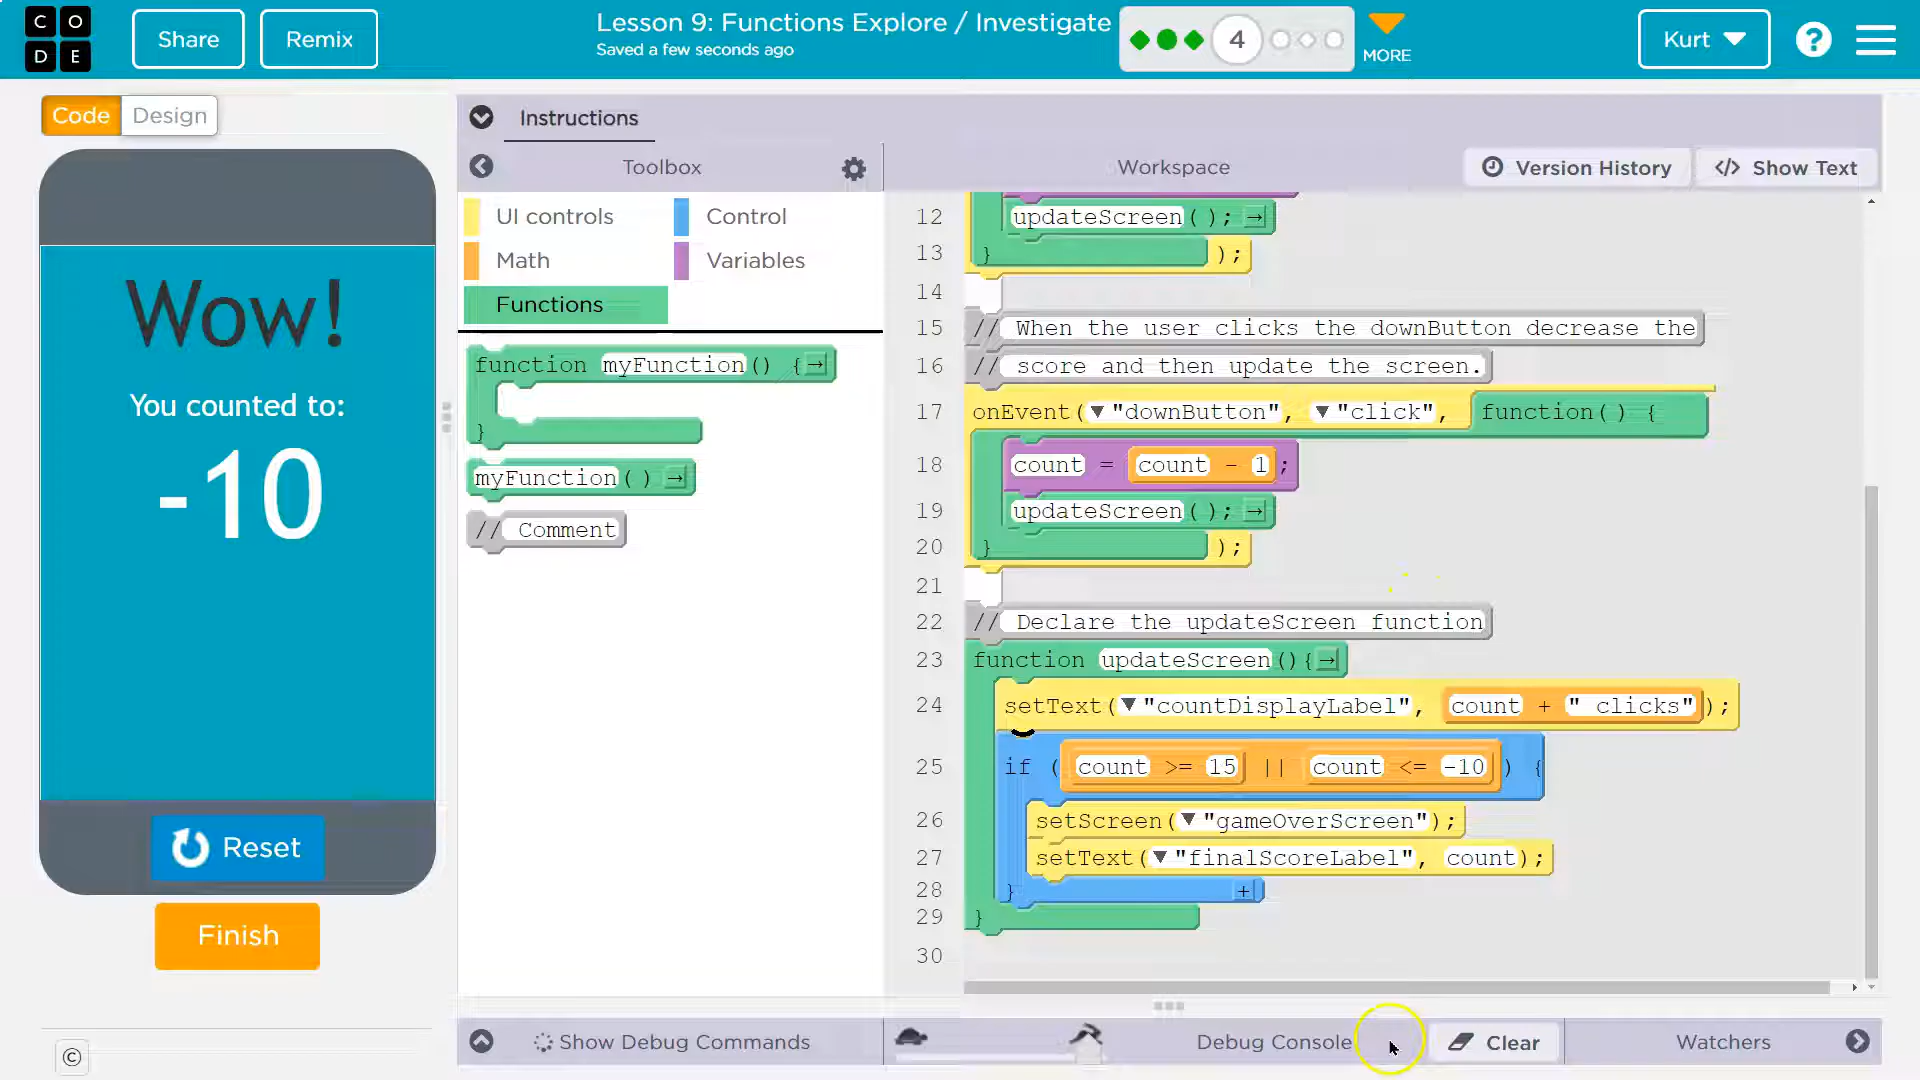 C O
D E
Share
Remix
Lesson 9: Functions Explore / Investigate
Saved a few seconds ago
4
MORE
Kurt
?
Code
Design
Wow!
You counted to:
-10
Reset
Finish
©
Instructions
Toolbox
Workspace
Version History
</> Show Text
UI controls
Control
Math
Variables
Functions
function myFunction() {→
}
myFunction() →
// Comment
12 updateScreen(); →
13 } );
14
15 // When the user clicks the downButton decrease the
16 // score and then update the screen.
17 onEvent(▼"downButton", ▼"click", function() {
18 count = count - 1;
19 updateScreen(); →
20 } );
21
22 // Declare the updateScreen function
23 function updateScreen(){→
24 setText(▼"countDisplayLabel", count + " clicks");
25 if ( count >= 15 || count <= -10 ) {
26 setScreen(▼"gameOverScreen");
27 setText(▼"finalScoreLabel", count);
28 } +
29 }
30
Show Debug Commands
Debug Console
Clear
Watchers